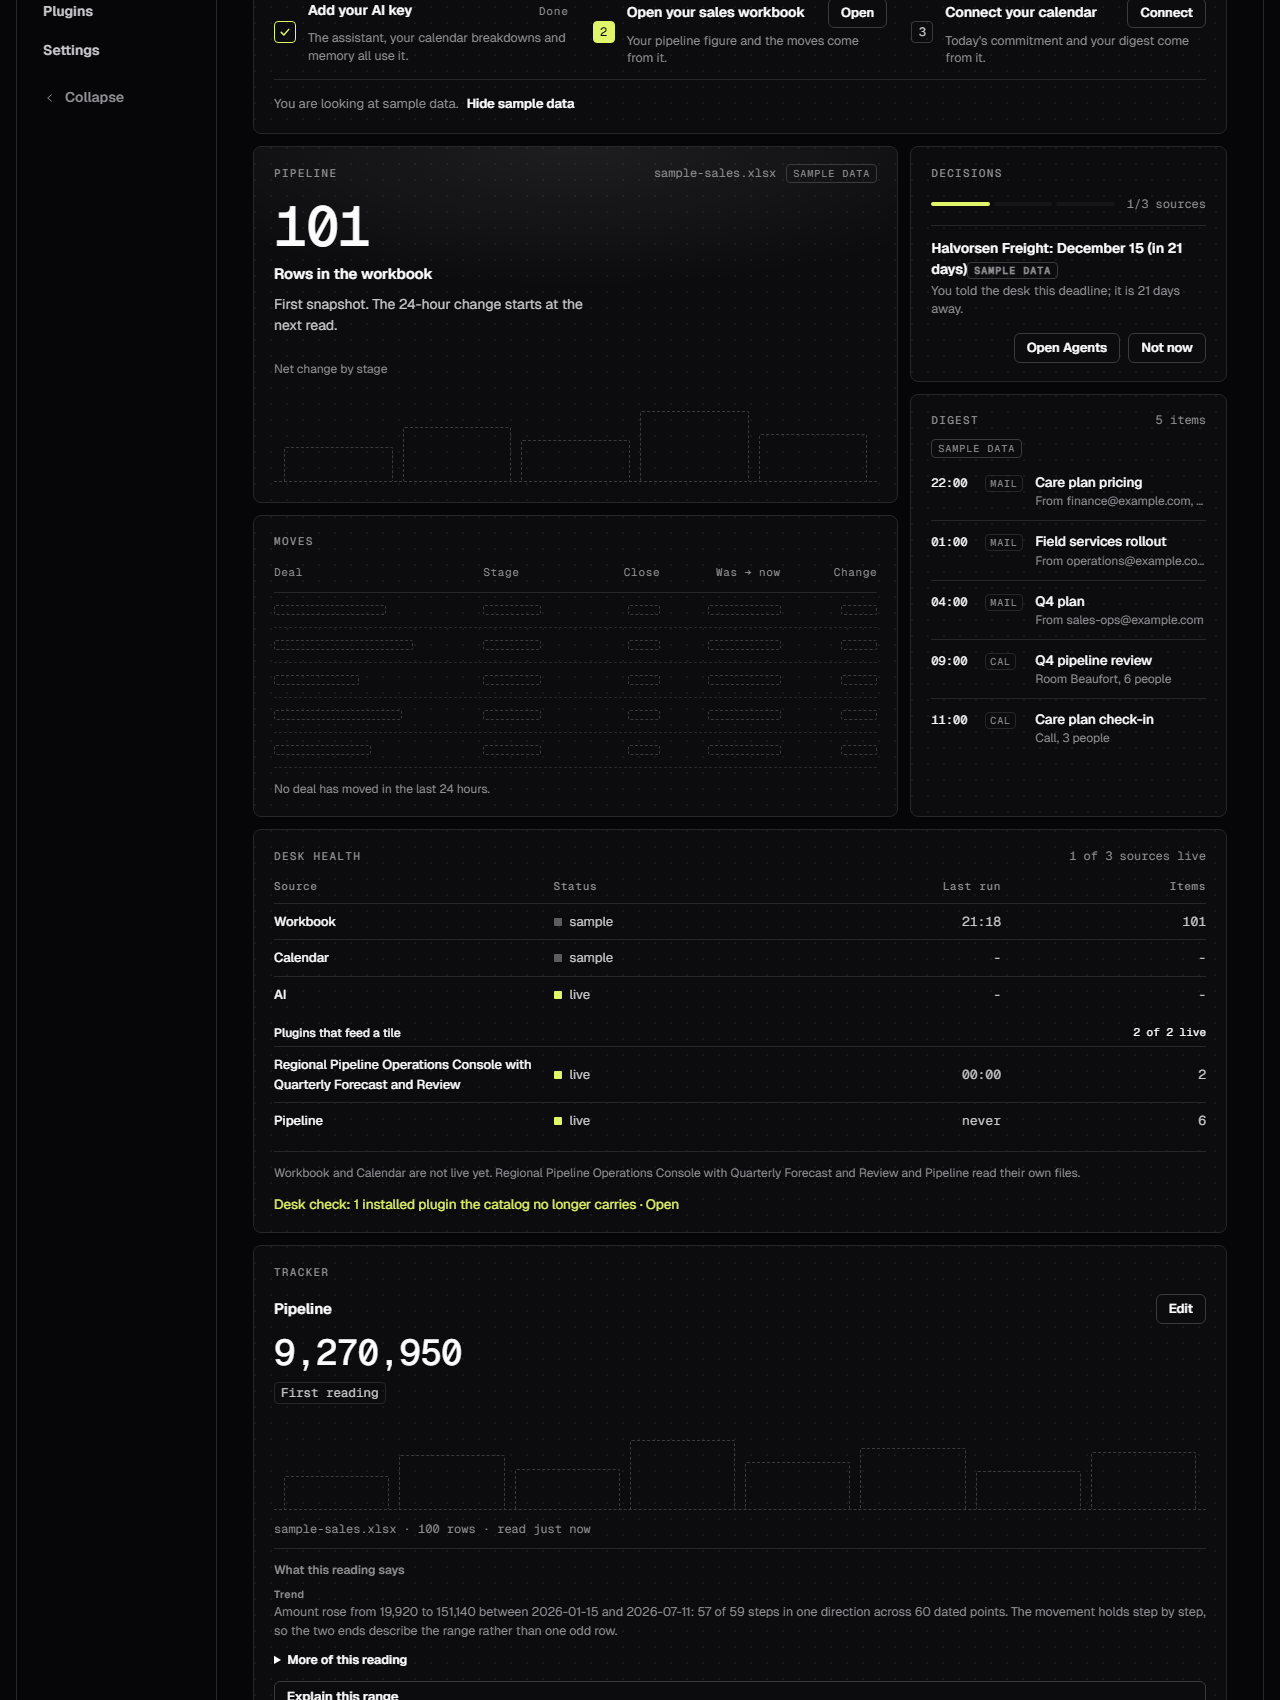 Plugins
Settings
Collapse
Add your AI key
Done
The assistant, your calendar breakdowns and
memory all use it.
2
Open your sales workbook
Open
Your pipeline figure and the moves come
from it.
3
Connect your calendar
Connect
Today's commitment and your digest come
from it.
You are looking at sample data. Hide sample data
PIPELINE
sample-sales.xlsx SAMPLE DATA
101
Rows in the workbook
First snapshot. The 24-hour change starts at the
next read.
Net change by stage
DECISIONS
1/3 sources
Halvorsen Freight: December 15 (in 21
days) SAMPLE DATA
You told the desk this deadline; it is 21 days
away.
Open Agents Not now
DIGEST 5 items
SAMPLE DATA
22:00 MAIL Care plan pricing
From finance@example.com, …
01:00 MAIL Field services rollout
From operations@example.co…
04:00 MAIL Q4 plan
From sales-ops@example.com
09:00 CAL Q4 pipeline review
Room Beaufort, 6 people
11:00 CAL Care plan check-in
Call, 3 people
MOVES
Deal Stage Close Was → now Change
No deal has moved in the last 24 hours.
DESK HEALTH 1 of 3 sources live
Source Status Last run Items
Workbook sample 21:18 101
Calendar sample - -
AI live - -
Plugins that feed a tile 2 of 2 live
Regional Pipeline Operations Console with
Quarterly Forecast and Review live 00:00 2
Pipeline live never 6
Workbook and Calendar are not live yet. Regional Pipeline Operations Console with Quarterly Forecast and Review and Pipeline read their own files.
Desk check: 1 installed plugin the catalog no longer carries · Open
TRACKER
Pipeline Edit
9,270,950
First reading
sample-sales.xlsx · 100 rows · read just now
What this reading says
Trend
Amount rose from 19,920 to 151,140 between 2026-01-15 and 2026-07-11: 57 of 59 steps in one direction across 60 dated points. The movement holds step by step,
so the two ends describe the range rather than one odd row.
More of this reading
Explain this range